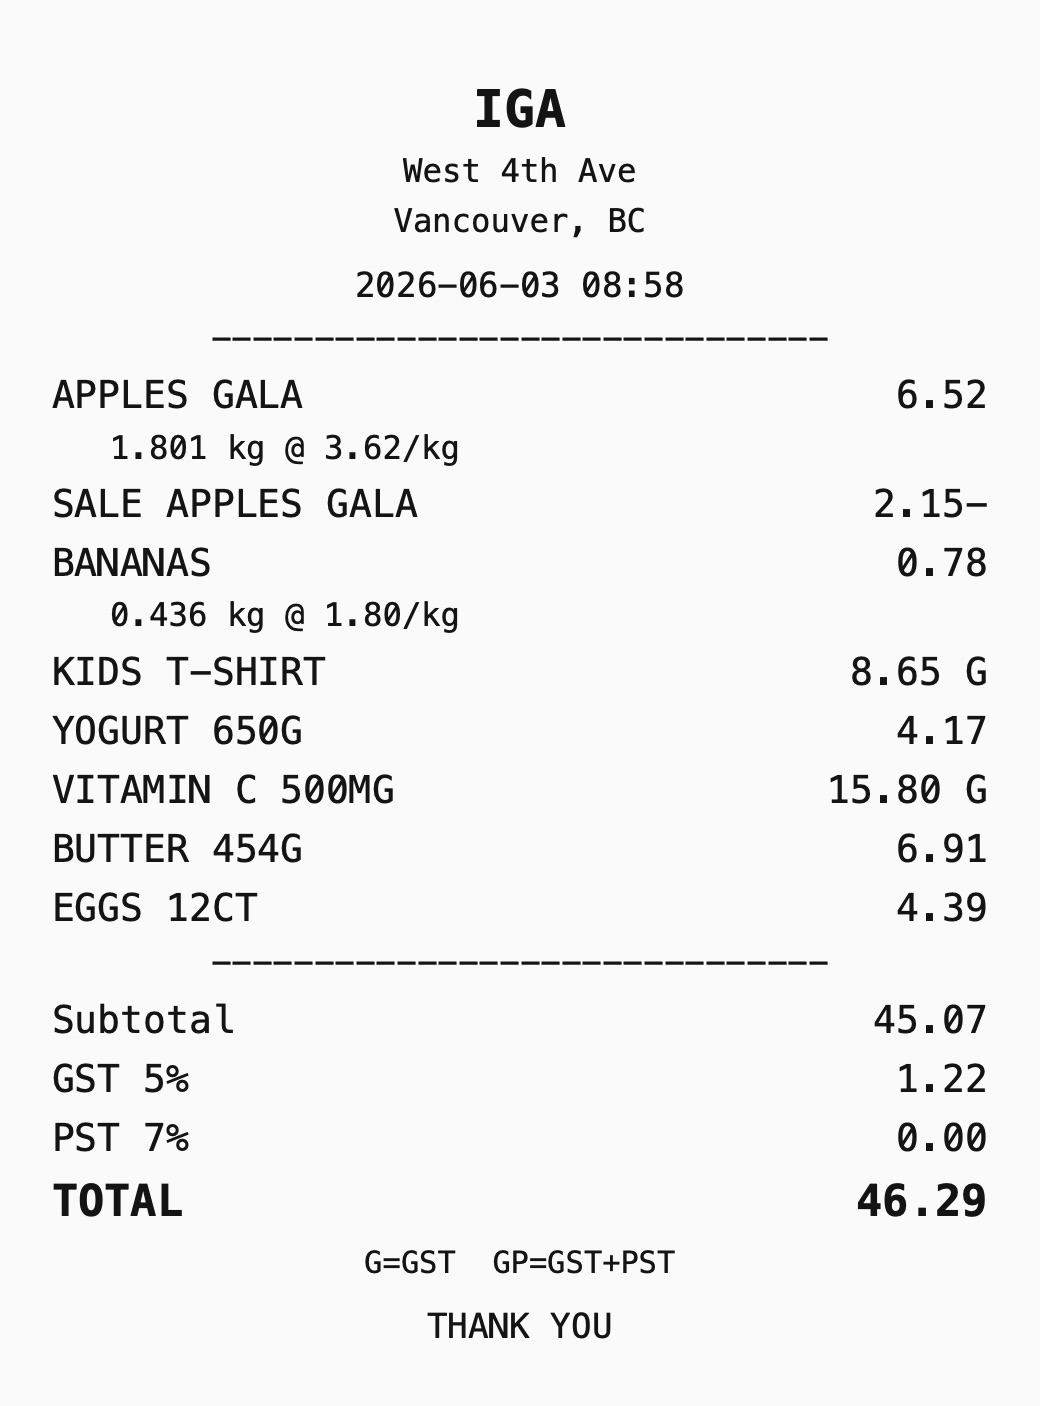 IGA
West 4th Ave
Vancouver, BC
2026-06-03 08:58
------------------------------
APPLES GALA 6.52
1.801 kg @ 3.62/kg
SALE APPLES GALA 2.15-
BANANAS 0.78
0.436 kg @ 1.80/kg
KIDS T-SHIRT 8.65 G
YOGURT 650G 4.17
VITAMIN C 500MG 15.80 G
BUTTER 454G 6.91
EGGS 12CT 4.39
------------------------------
Subtotal 45.07
GST 5% 1.22
PST 7% 0.00
TOTAL 46.29
G=GST  GP=GST+PST
THANK YOU